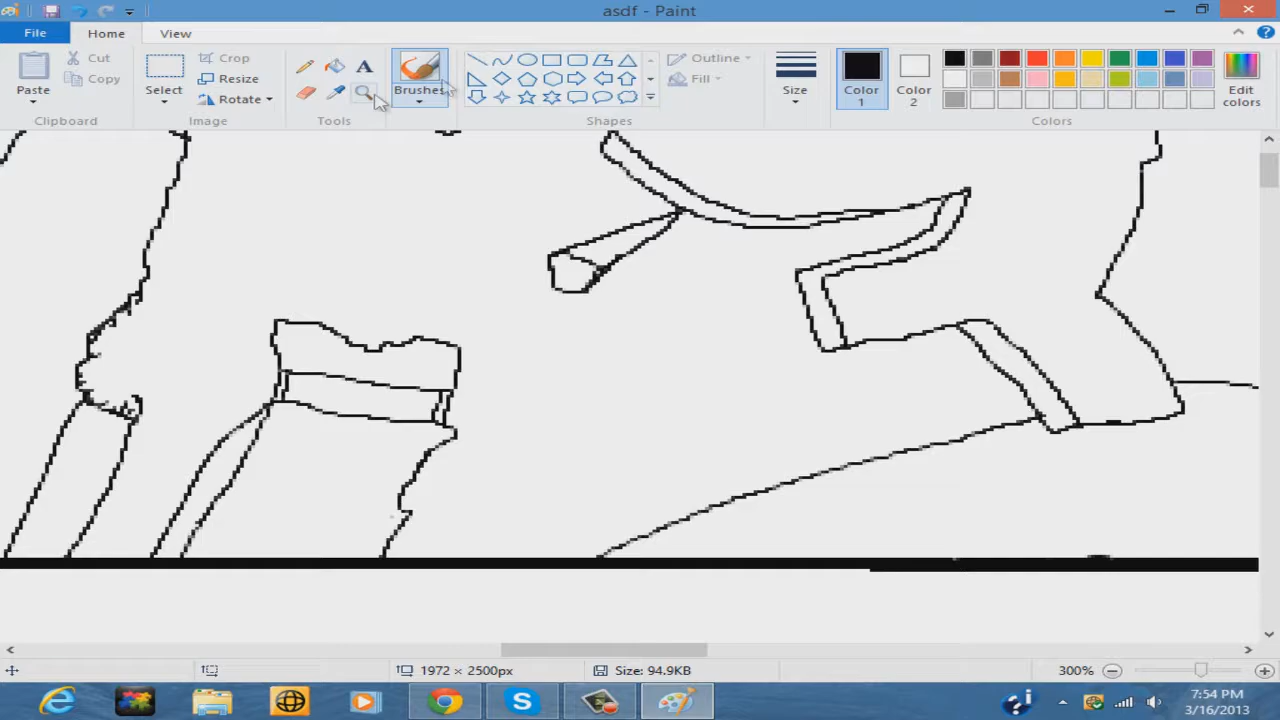 asdf - Paint
File
Home
View
Paste
Cut
Copy
Clipboard
Select
Crop
Resize
Rotate
Image
A
Tools
Brushes
Outline
Fill
Shapes
Size
Color 1
Color 2
Edit colors
Colors
1972 × 2500px
Size: 94.9KB
300%
7:54 PM
3/16/2013